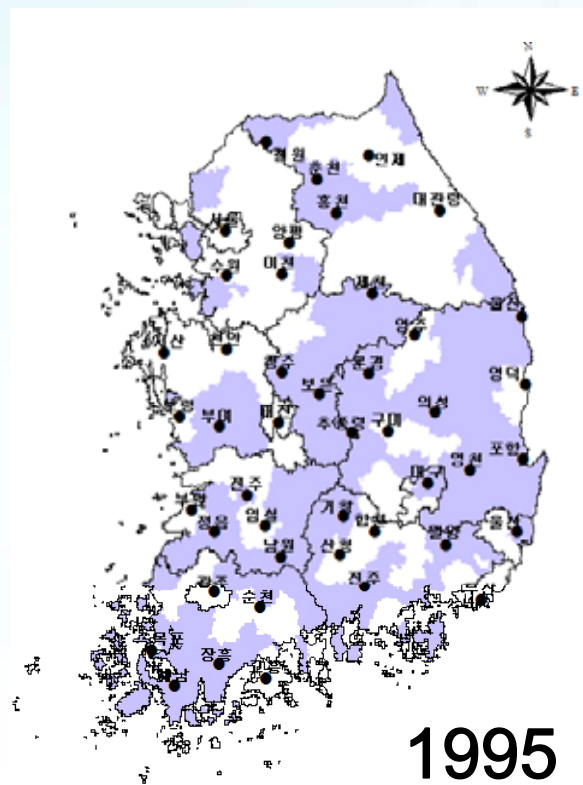 N
W E
S
철원
인제
춘천
홍천
대관령
서울
양평
수원
이천
제천
울진
영주
서산
천안
청주
문경
영덕
보은
의성
부여
대전
추풍령
구미
포항
영천
대구
전주
부안
거창
합천
임실
정읍
울산
밀양
산청
남원
진주
광주
순천
목포
장흥
해남
1995